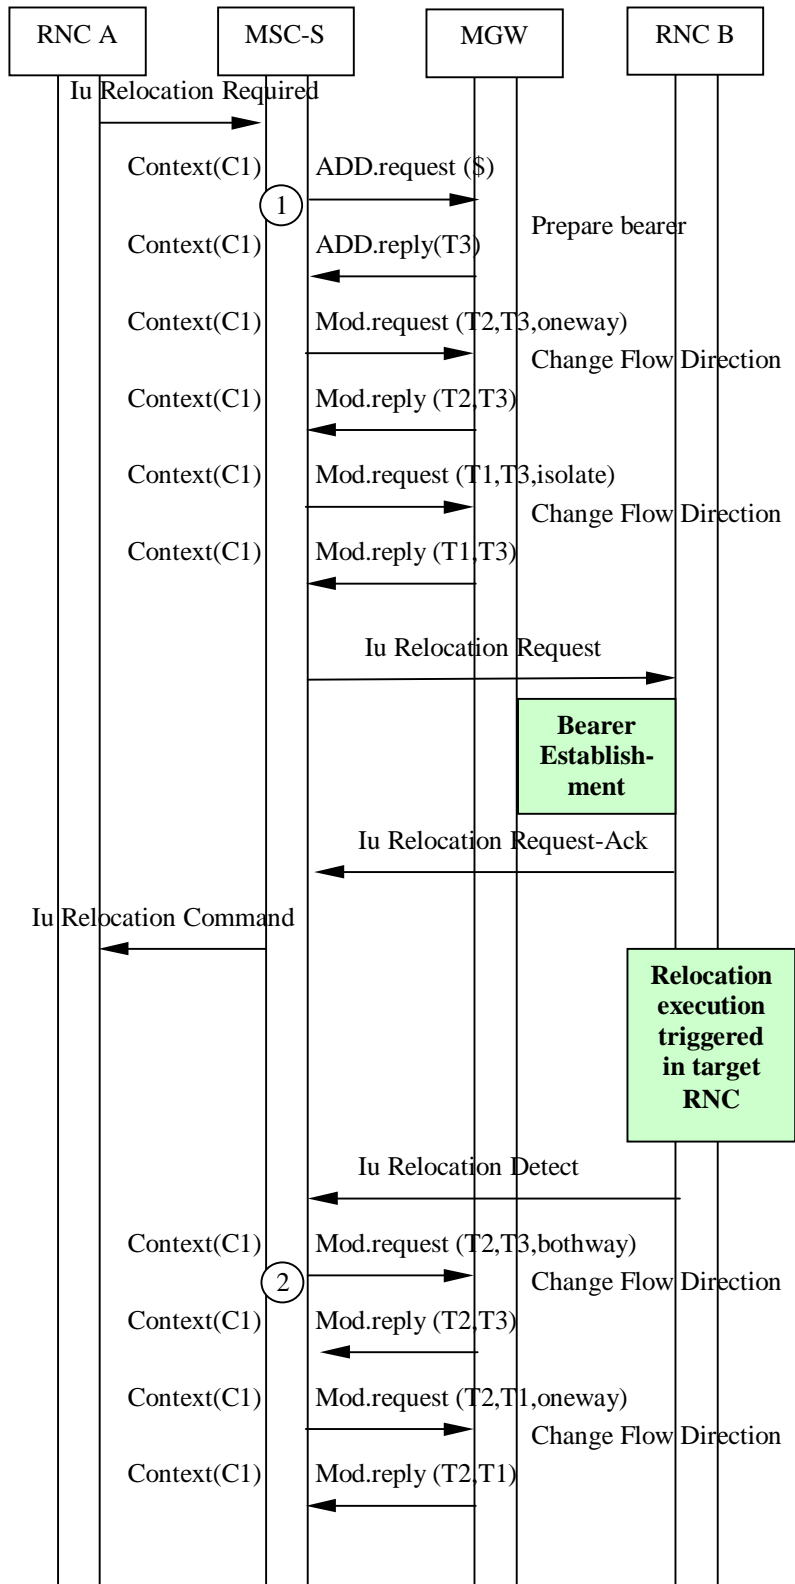 RNC A MSC-S MGW RNC B
Iu Relocation Required
Context(C1) ADD.request ($)
1
Prepare bearer
Context(C1) ADD.reply(T3)
Context(C1) Mod.request (T2,T3,oneway)
Change Flow Direction
Context(C1) Mod.reply (T2,T3)
Context(C1) Mod.request (T1,T3,isolate)
Change Flow Direction
Context(C1) Mod.reply (T1,T3)
Iu Relocation Request
Bearer
Establish-
ment
Iu Relocation Request-Ack
Iu Relocation Command
Relocation
execution
triggered
in target
RNC
Iu Relocation Detect
Context(C1) Mod.request (T2,T3,bothway)
2 Change Flow Direction
Context(C1) Mod.reply (T2,T3)
Context(C1) Mod.request (T2,T1,oneway)
Change Flow Direction
Context(C1) Mod.reply (T2,T1)